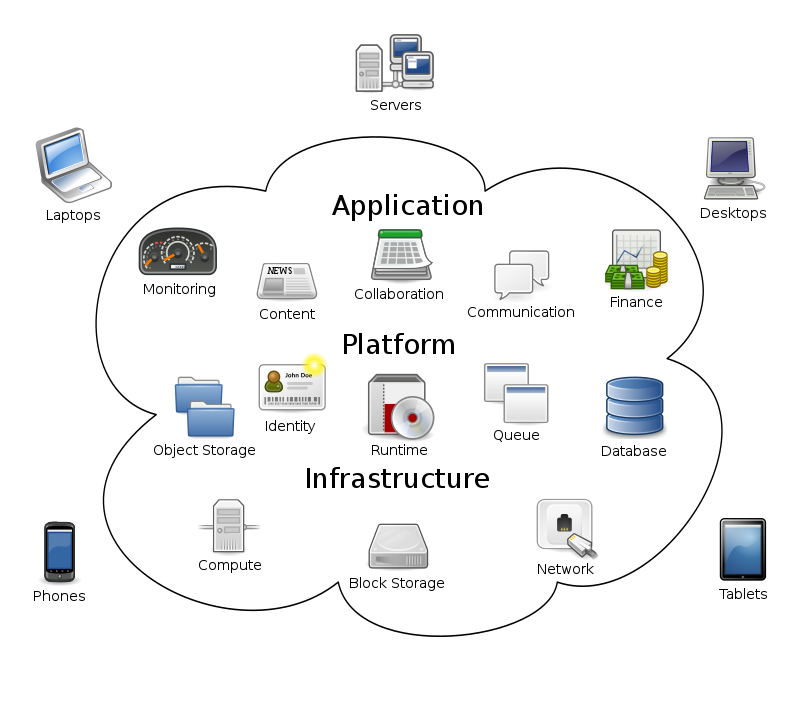 Servers
Laptops
Desktops
Application
Monitoring
NEWS
Content
Collaboration
Communication
Finance
Platform
John Doe
Object Storage
Identity
Runtime
Queue
Database
Infrastructure
Compute
Block Storage
Network
Phones
Tablets